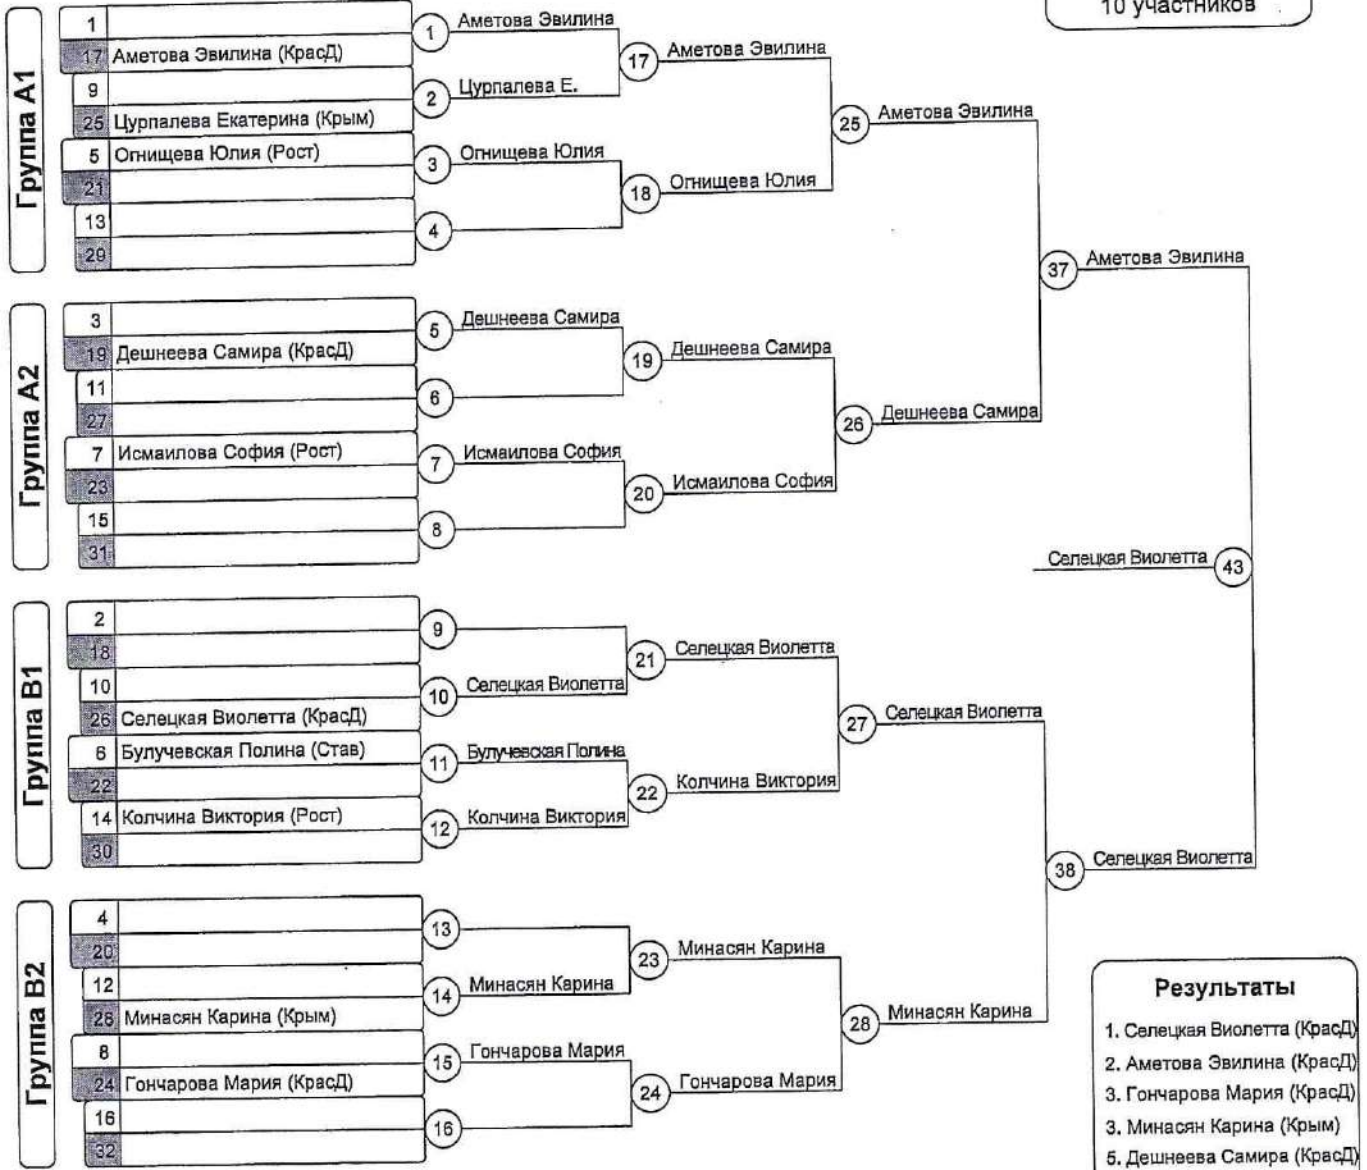 10 участников
Группа А1
1
17 Аметова Эвилина (КрасД)
9
25 Цурпалева Екатерина (Крым)
5 Огнищева Юлия (Рост)
21
13
29
1 Аметова Эвилина
2 Цурпалева Е.
3 Огнищева Юлия
4
17 Аметова Эвилина
18 Огнищева Юлия
25 Аметова Эвилина
Группа А2
3
19 Дешнеева Самира (КрасД)
11
27
7 Исмаилова София (Рост)
23
15
31
5 Дешнеева Самира
6
7 Исмаилова София
8
19 Дешнеева Самира
20 Исмаилова София
26 Дешнеева Самира
37 Аметова Эвилина
Группа В1
2
18
10
26 Селецкая Виолетта (КрасД)
6 Булучевская Полина (Став)
22
14 Колчина Виктория (Рост)
30
9
10 Селецкая Виолетта
11 Булучевская Полина
12 Колчина Виктория
21 Селецкая Виолетта
22 Колчина Виктория
27 Селецкая Виолетта
Группа В2
4
20
12
28 Минасян Карина (Крым)
8
24 Гончарова Мария (КрасД)
16
32
13
14 Минасян Карина
15 Гончарова Мария
16
23 Минасян Карина
24 Гончарова Мария
28 Минасян Карина
38 Селецкая Виолетта
Селецкая Виолетта 43
Результаты
1. Селецкая Виолетта (КрасД)
2. Аметова Эвилина (КрасД)
3. Гончарова Мария (КрасД)
3. Минасян Карина (Крым)
5. Дешнеева Самира (КрасД)